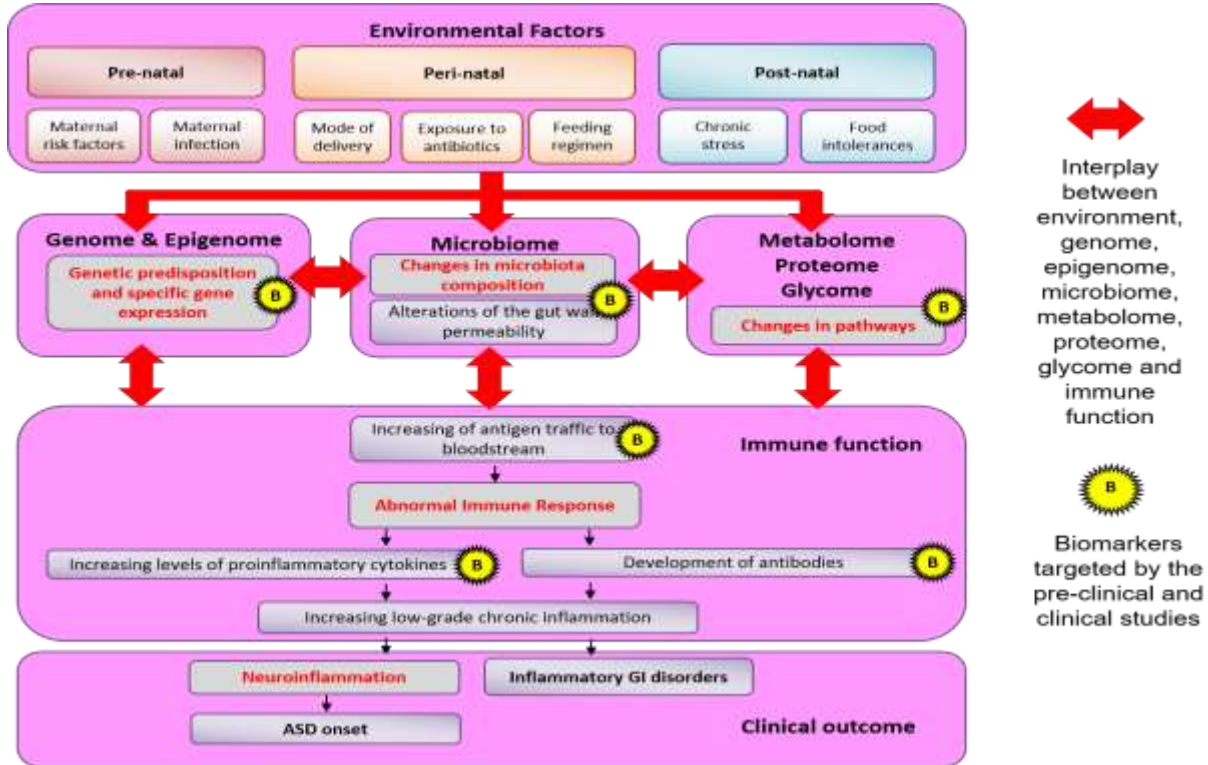 Environmental Factors
Pre-natal
Peri-natal
Post-natal
Maternal
risk factors
Maternal
infection
Mode of
delivery
Exposure to
antibiotics
Feeding
regimen
Chronic
stress
Food
intolerances
Genome & Epigenome
Genetic predisposition
and specific gene
expression
B
Microbiome
Changes in microbiota
composition
Alterations of the gut wall
permeability
B
Metabolome
Proteome
Glycome
Changes in pathways
B
Immune function
Increasing of antigen traffic to
bloodstream
B
Abnormal Immune Response
Increasing levels of proinflammatory cytokines
B
Development of antibodies
B
Increasing low-grade chronic inflammation
Neuroinflammation
Inflammatory GI disorders
ASD onset
Clinical outcome
Interplay
between
environment,
genome,
epigenome,
microbiome,
metabolome,
proteome,
glycome and
immune
function
B
Biomarkers
targeted by the
pre-clinical and
clinical studies